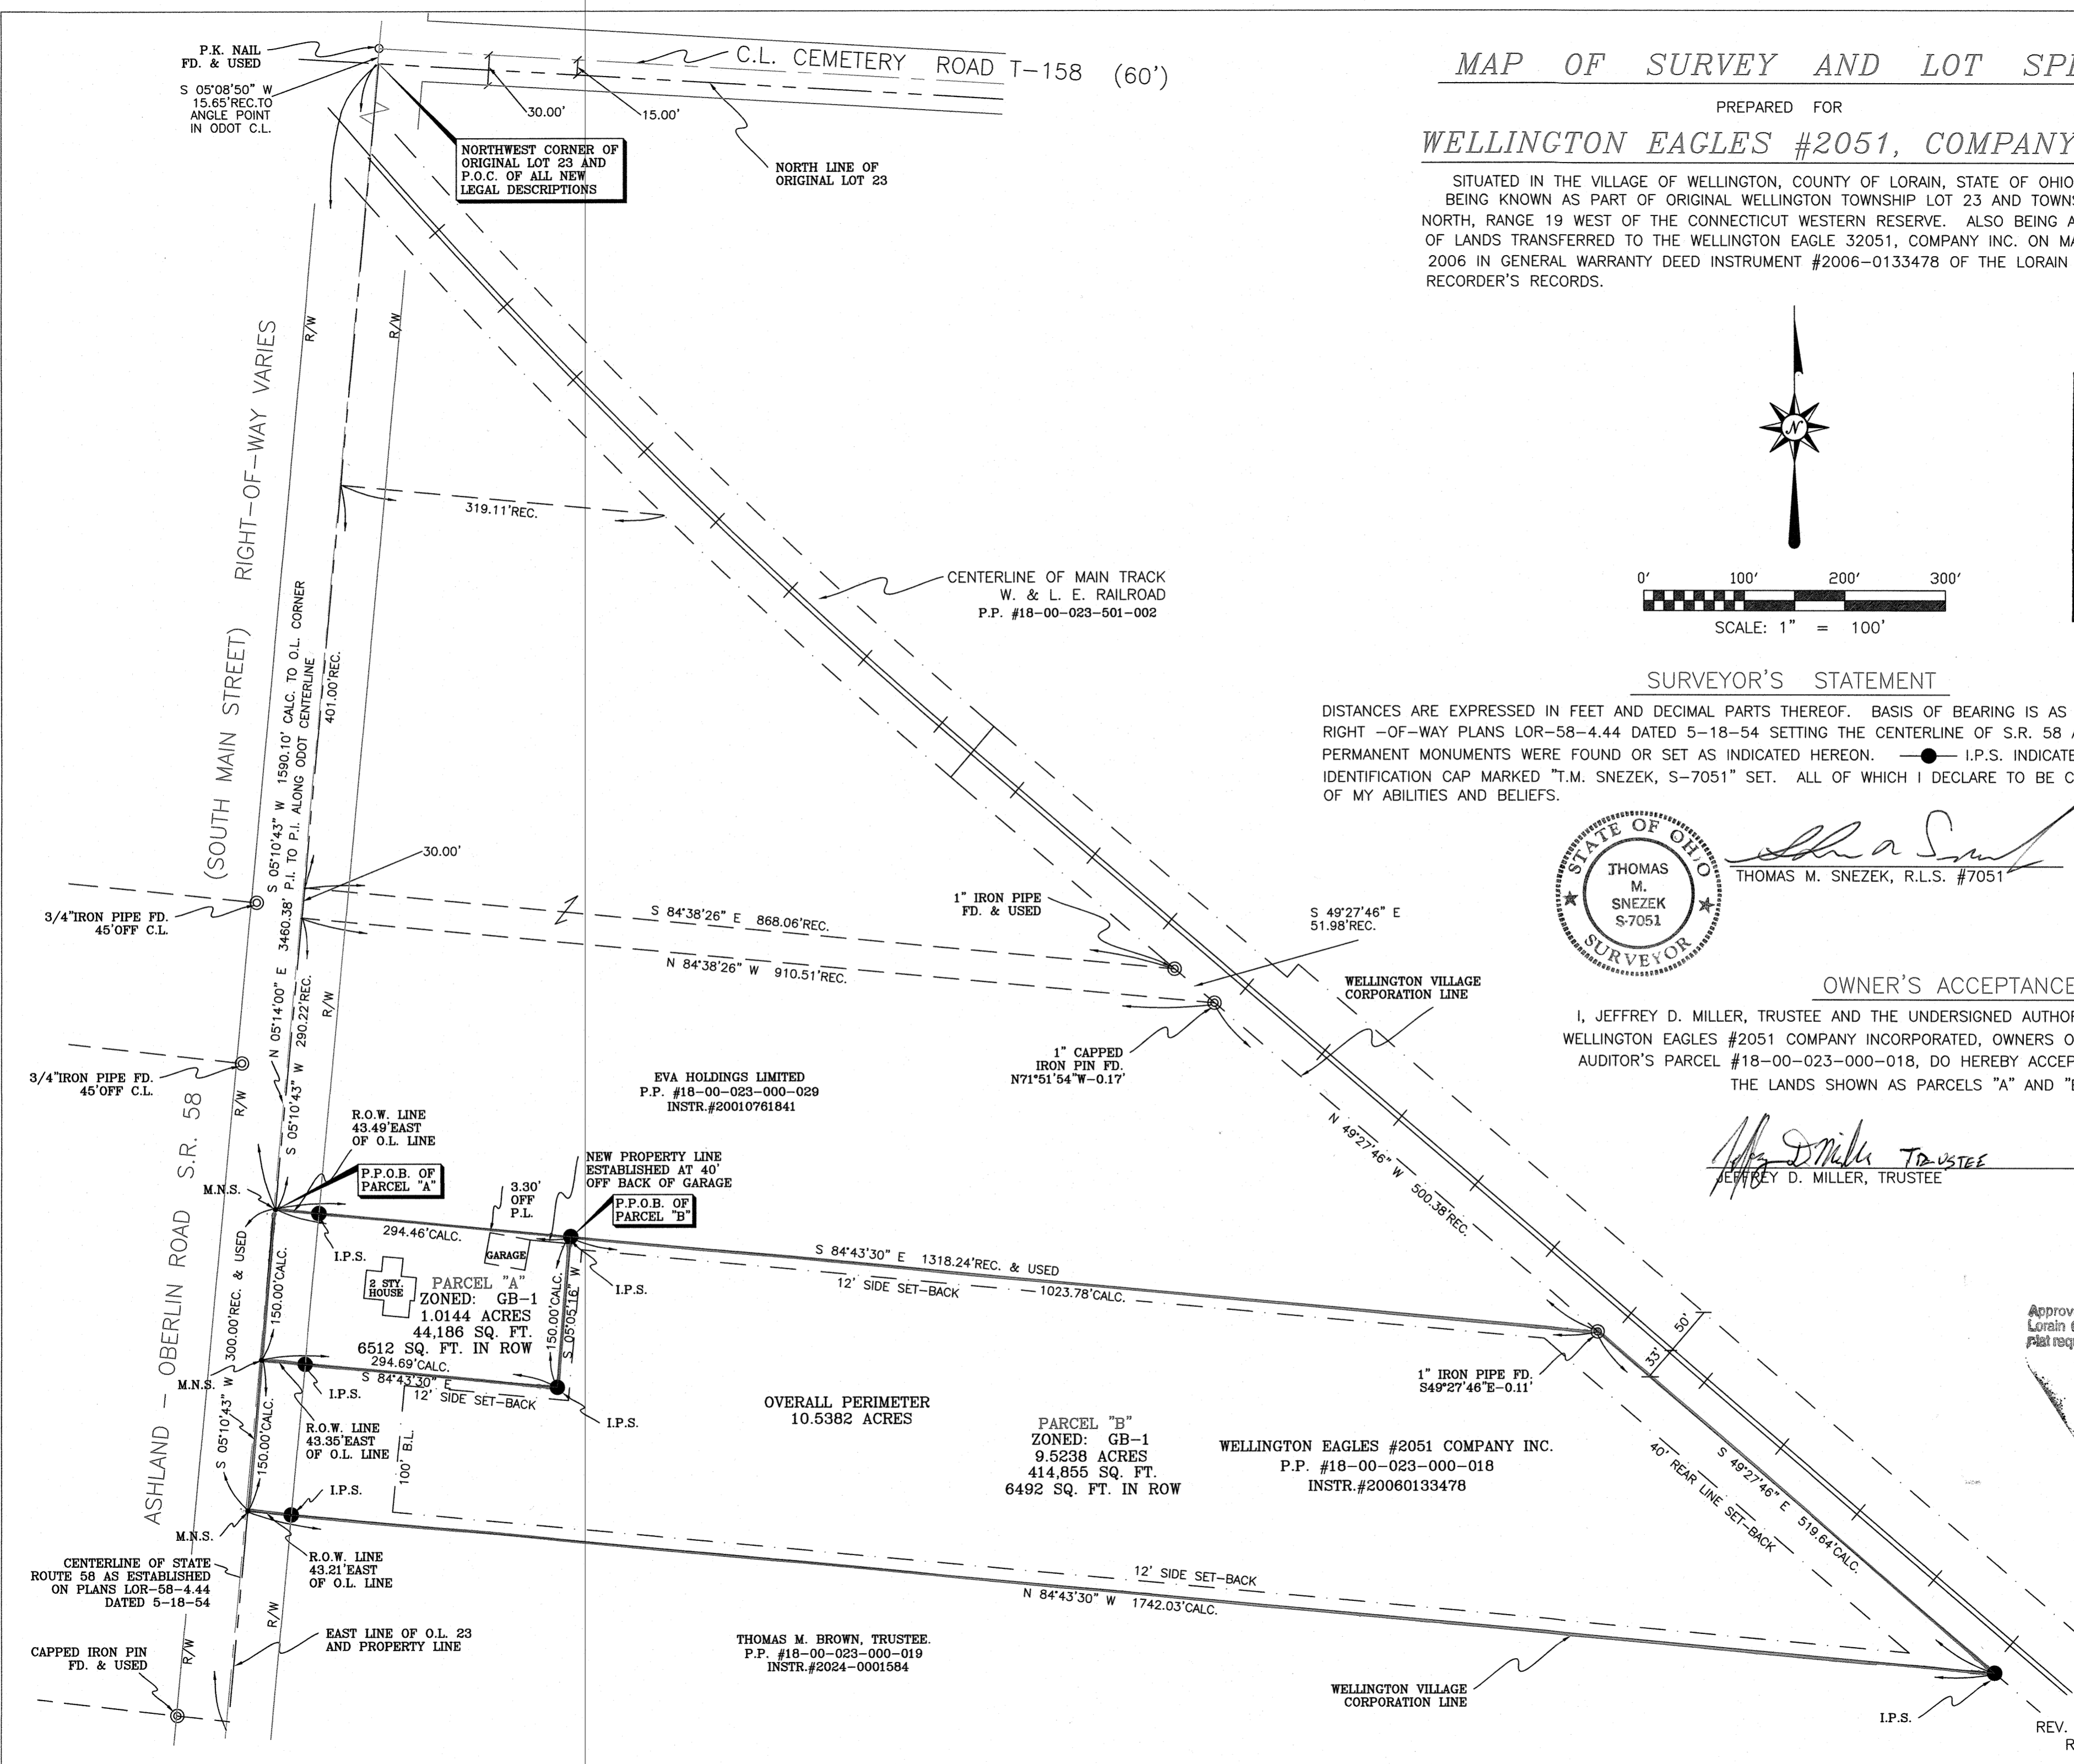 P.K. NAIL
FD. & USED
S 05°08'50" W
15.65'REC.TO
ANGLE POINT
IN ODOT C.L.
C.L. CEMETERY ROAD T-158 (60')
30.00'
15.00'
NORTHWEST CORNER OF
ORIGINAL LOT 23 AND
P.O.C. OF ALL NEW
LEGAL DESCRIPTIONS
NORTH LINE OF
ORIGINAL LOT 23
MAP OF SURVEY AND LOT
PREPARED FOR
WELLINGTON EAGLES #2051, COMPANY
SITUATED IN THE VILLAGE OF WELLINGTON, COUNTY OF LORAIN, STATE OF OHIO
BEING KNOWN AS PART OF ORIGINAL WELLINGTON TOWNSHIP LOT 23 AND
NORTH, RANGE 19 WEST OF THE CONNECTICUT WESTERN RESERVE. ALSO BEING A
OF LANDS TRANSFERRED TO THE WELLINGTON EAGLE 32051, COMPANY INC. ON
2006 IN GENERAL WARRANTY DEED INSTRUMENT #2006-0133478 OF THE LORAIN
RECORDER'S RECORDS.
N
0' 100' 200' 300'
SCALE: 1" = 100'
R/W
R/W
RIGHT-OF-WAY VARIES
(SOUTH MAIN STREET)
319.11'REC.
CENTERLINE OF MAIN TRACK
W. & L. E. RAILROAD
P.P. #18-00-023-501-002
S 05°10'43" W 1590.10' CALC. TO O.L. CORNER
N 05°14'00" E 3460.38' P.I. TO P.I. ALONG ODOT CENTERLINE
401.00'REC.
SURVEYOR'S STATEMENT
DISTANCES ARE EXPRESSED IN FEET AND DECIMAL PARTS THEREOF. BASIS OF BEARING IS AS
RIGHT -OF-WAY PLANS LOR-58-4.44 DATED 5-18-54 SETTING THE CENTERLINE OF S.R. 58
PERMANENT MONUMENTS WERE FOUND OR SET AS INDICATED HEREON. I.P.S. INDICATE
IDENTIFICATION CAP MARKED "T.M. SNEZEK, S-7051" SET. ALL OF WHICH I DECLARE TO BE
OF MY ABILITIES AND BELIEFS.
STATE OF OHIO
THOMAS
M.
SNEZEK
S-7051
SURVEYOR
THOMAS M. SNEZEK, R.L.S. #7051
30.00'
3/4"IRON PIPE FD.
45'OFF C.L.
S 84°38'26" E 868.06'REC.
N 84°38'26" W 910.51'REC.
1" IRON PIPE
FD. & USED
S 49°27'46" E
51.98'REC.
WELLINGTON VILLAGE
CORPORATION LINE
1" CAPPED
IRON PIN FD.
N71°51'54"W-0.17'
OWNER'S ACCEPTANCE
I, JEFFREY D. MILLER, TRUSTEE AND THE UNDERSIGNED
WELLINGTON EAGLES #2051 COMPANY INCORPORATED, OWNERS
AUDITOR'S PARCEL #18-00-023-000-018, DO HEREBY
THE LANDS SHOWN AS PARCELS "A" AND
TRUSTEE
JEFFREY D. MILLER, TRUSTEE
3/4"IRON PIPE FD.
45'OFF C.L.
R/W
R/W
S 05°10'43" W 290.22'REC.
EVA HOLDINGS LIMITED
P.P. #18-00-023-000-029
INSTR.#20010761841
N 49°27'46" W 500.38'REC.
R.O.W. LINE
43.49'EAST
OF O.L. LINE
P.P.O.B. OF
PARCEL "A"
M.N.S.
NEW PROPERTY LINE
ESTABLISHED AT 40'
OFF BACK OF GARAGE
3.30'
OFF
P.L.
P.P.O.B. OF
PARCEL "B"
294.46'CALC.
I.P.S.
GARAGE
I.P.S.
2 STY.
HOUSE
PARCEL "A"
ZONED: GB-1
1.0144 ACRES
44,186 SQ. FT.
6512 SQ. FT. IN ROW
294.69'CALC.
S 84°43'30" E
12' SIDE SET-BACK
150.00'CALC.
S 05°05'16" W
150.00'CALC.
S 05°10'43" W 300.00'REC. & USED
S 84°43'30" E 1318.24'REC. & USED
12' SIDE SET-BACK 1023.78'CALC.
1" IRON PIPE FD.
S49°27'46"E-0.11'
50'
33'
M.N.S.
I.P.S.
I.P.S.
150.00'CALC.
R.O.W. LINE
43.35'EAST
OF O.L. LINE
100' B.L.
OVERALL PERIMETER
10.5382 ACRES
PARCEL "B"
ZONED: GB-1
9.5238 ACRES
414,855 SQ. FT.
6492 SQ. FT. IN ROW
WELLINGTON EAGLES #2051 COMPANY INC.
P.P. #18-00-023-000-018
INSTR.#20060133478
S 49°27'46" E 519.64'CALC.
40' REAR LINE SET-BACK
ASHLAND - OBERLIN ROAD S.R. 58
I.P.S.
M.N.S.
CENTERLINE OF STATE
ROUTE 58 AS ESTABLISHED
ON PLANS LOR-58-4.44
DATED 5-18-54
R.O.W. LINE
43.21'EAST
OF O.L. LINE
12' SIDE SET-BACK
N 84°43'30" W 1742.03'CALC.
R/W
R/W
EAST LINE OF O.L. 23
AND PROPERTY LINE
CAPPED IRON PIN
FD. & USED
THOMAS M. BROWN, TRUSTEE.
P.P. #18-00-023-000-019
INSTR.#2024-0001584
WELLINGTON VILLAGE
CORPORATION LINE
I.P.S.
REV.